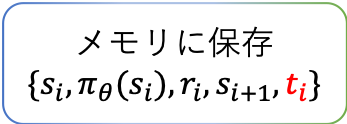 メモリに保存
{s_i, π_θ(s_i), r_i, s_{i+1}, t_i}